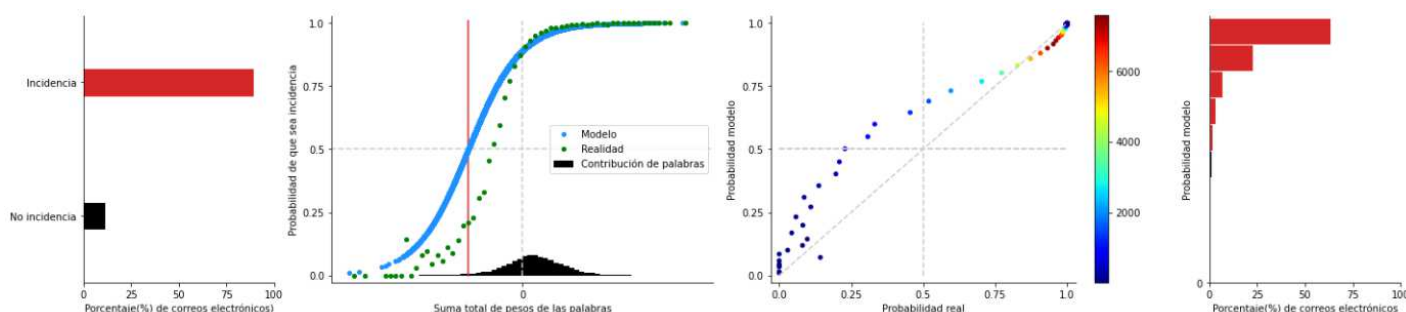 Incidencia
No incidencia
0
25
50
75
100
Porcentaje(%) de correos electrónicos)
Probabilidad de que sea incidencia
1.0
0.75
0.5
0.25
0.0
0
Suma total de pesos de las palabras
Modelo
Realidad
Contribución de palabras
Probabilidad modelo
1.0
0.75
0.5
0.25
0.0
0.0
0.25
0.5
0.75
1.0
Probabilidad real
6000
4000
2000
Probabilidad modelo
1.0
0
0
25
50
75
100
Porcentaje(%) de correos electrónicos